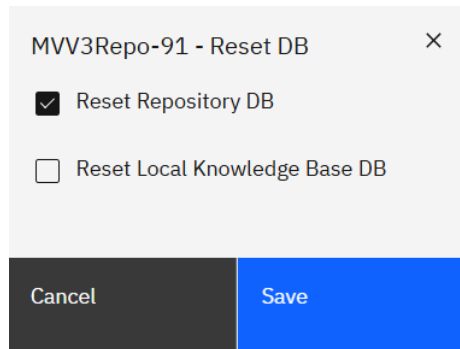 MVV3Repo-91 - Reset DB
Reset Repository DB
Reset Local Knowledge Base DB
Cancel
Save